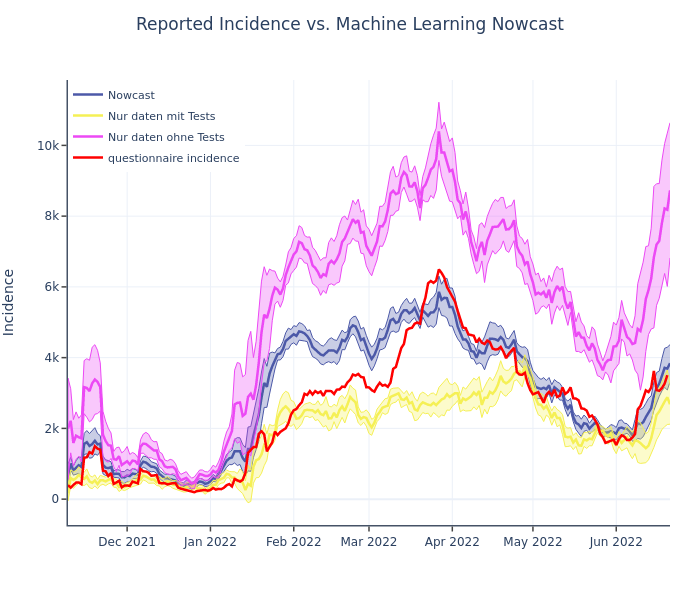 Reported Incidence vs. Machine Learning Nowcast
Nowcast
Nur daten mit Tests
Nur daten ohne Tests
questionnaire incidence
Incidence
10k
8k
6k
4k
2k
0
Dec 2021
Jan 2022
Feb 2022
Mar 2022
Apr 2022
May 2022
Jun 2022